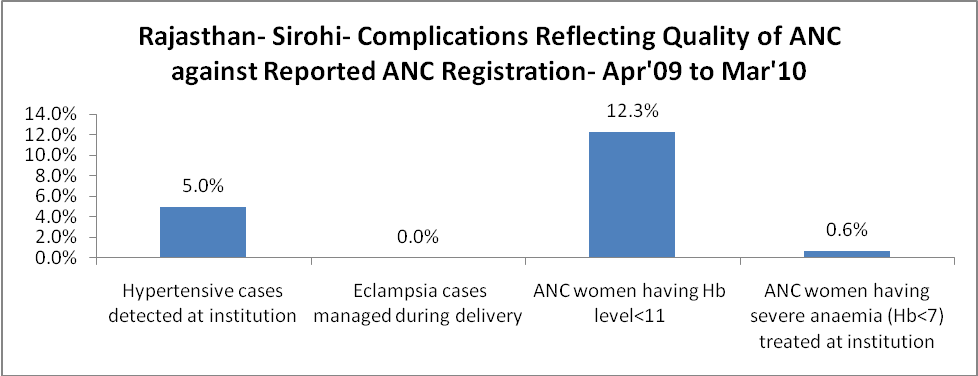 Rajasthan- Sirohi- Complications Reflecting Quality of ANC
against Reported ANC Registration- Apr'09 to Mar'10
14.0%
12.0%
10.0%
8.0%
6.0%
4.0%
2.0%
0.0%
5.0%
0.0%
12.3%
0.6%
Hypertensive cases
detected at institution
Eclampsia cases
managed during delivery
ANC women having Hb
level<11
ANC women having
severe anaemia (Hb<7)
treated at institution